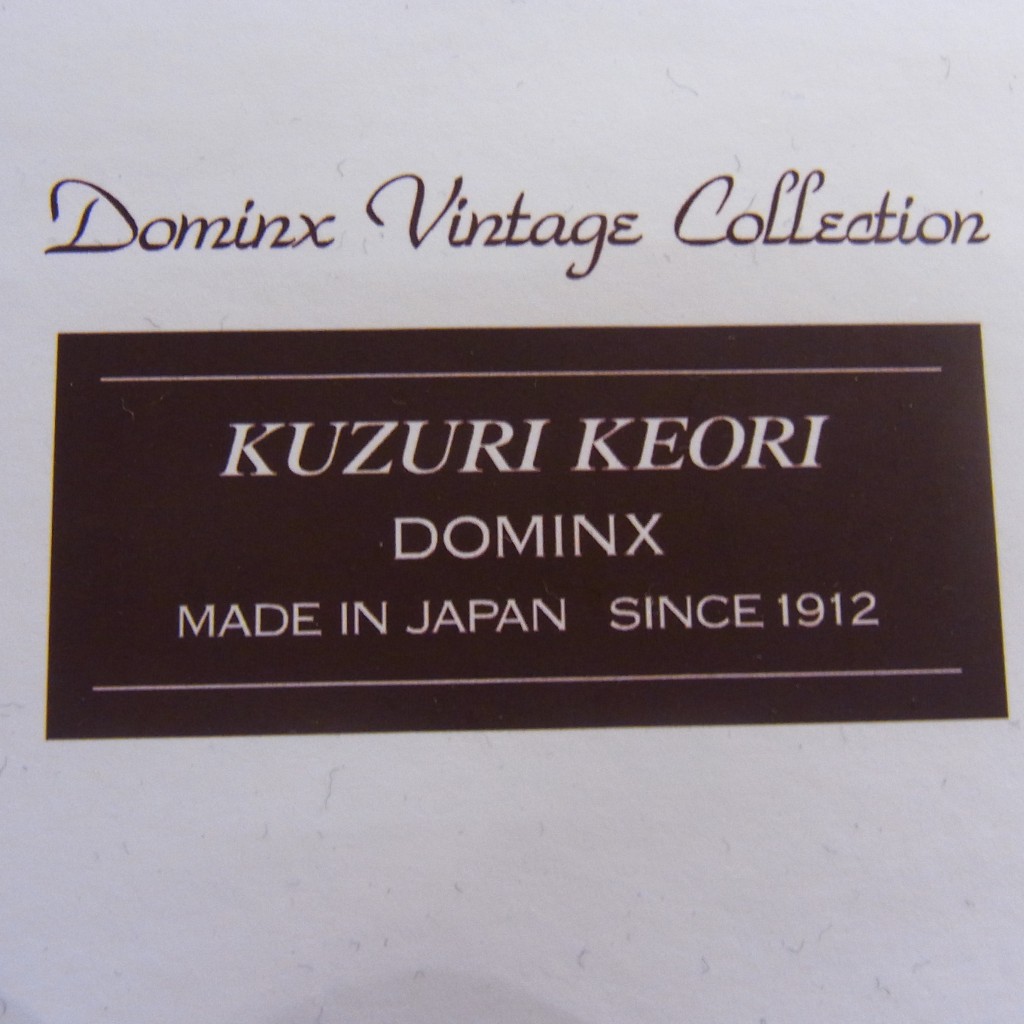 Dominx Vintage Collection
KUZURI KEORI
DOMINX
MADE IN JAPAN SINCE 1912